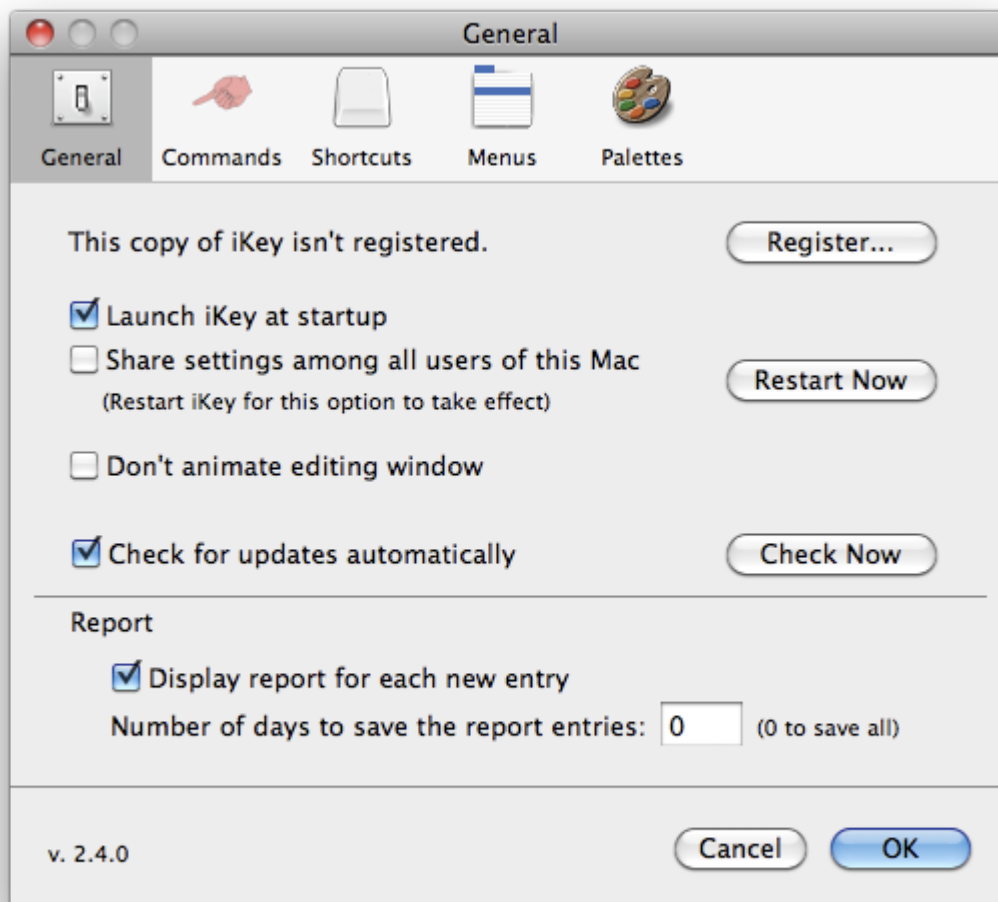 General
General Commands Shortcuts Menus Palettes
This copy of iKey isn't registered. Register...
Launch iKey at startup
Share settings among all users of this Mac
(Restart iKey for this option to take effect) Restart Now
Don't animate editing window
Check for updates automatically Check Now
Report
Display report for each new entry
Number of days to save the report entries: 0 (0 to save all)
v. 2.4.0 Cancel OK